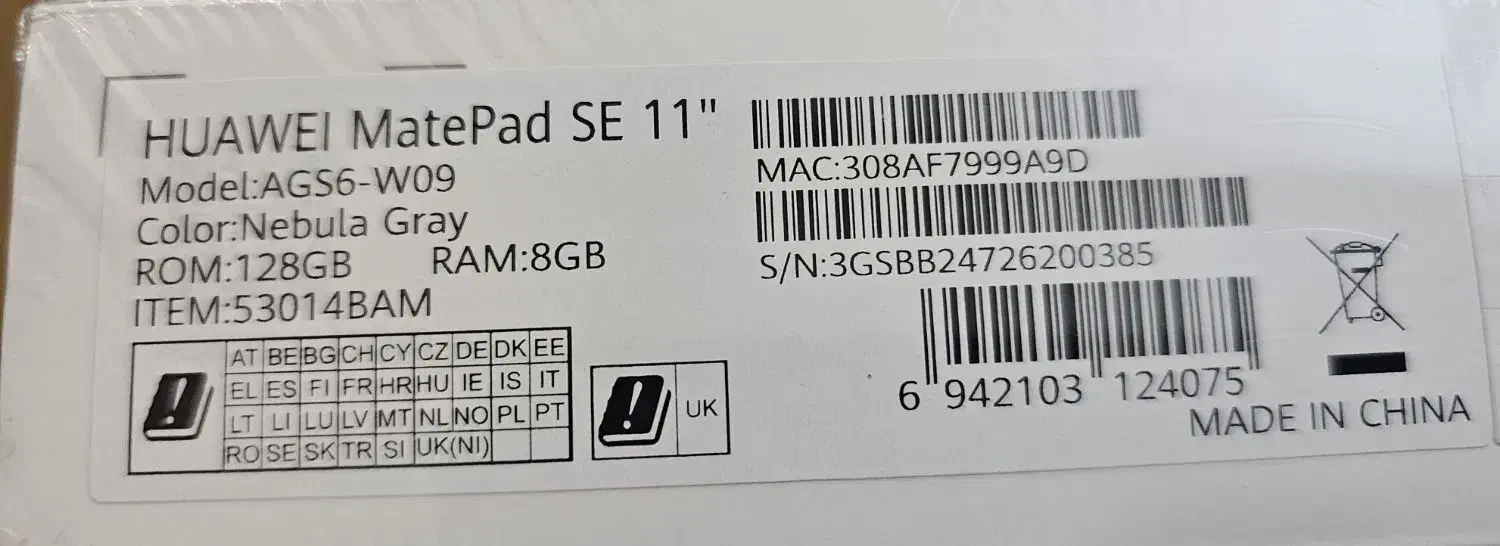 HUAWEI MatePad SE 11"
Model:AGS6-W09
Color:Nebula Gray
ROM:128GB RAM:8GB
ITEM:53014BAM
AT BE BG CH CY CZ DE DK EE
EL ES FI FR HR HU IE IS IT
LT LI LU LV MT NL NO PL PT
RO SE SK TR SI UK(NI)
UK
MAC:308AF7999A9D
S/N:3GSBB24726200385
6 942103 124075
MADE IN CHINA